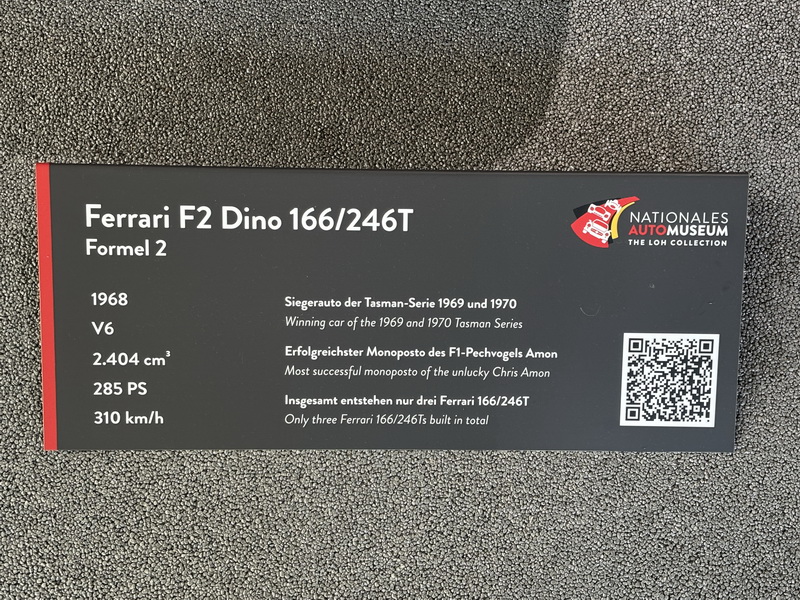 Ferrari F2 Dino 166/246T
Formel 2
NATIONALES
AUTOMUSEUM
THE LOH COLLECTION
1968
V6
2.404 cm³
285 PS
310 km/h
Siegerauto der Tasman-Serie 1969 und 1970
Winning car of the 1969 and 1970 Tasman Series
Erfolgreichster Monoposto des F1-Pechvogels Amon
Most successful monoposto of the unlucky Chris Amon
Insgesamt entstehen nur drei Ferrari 166/246T
Only three Ferrari 166/246Ts built in total